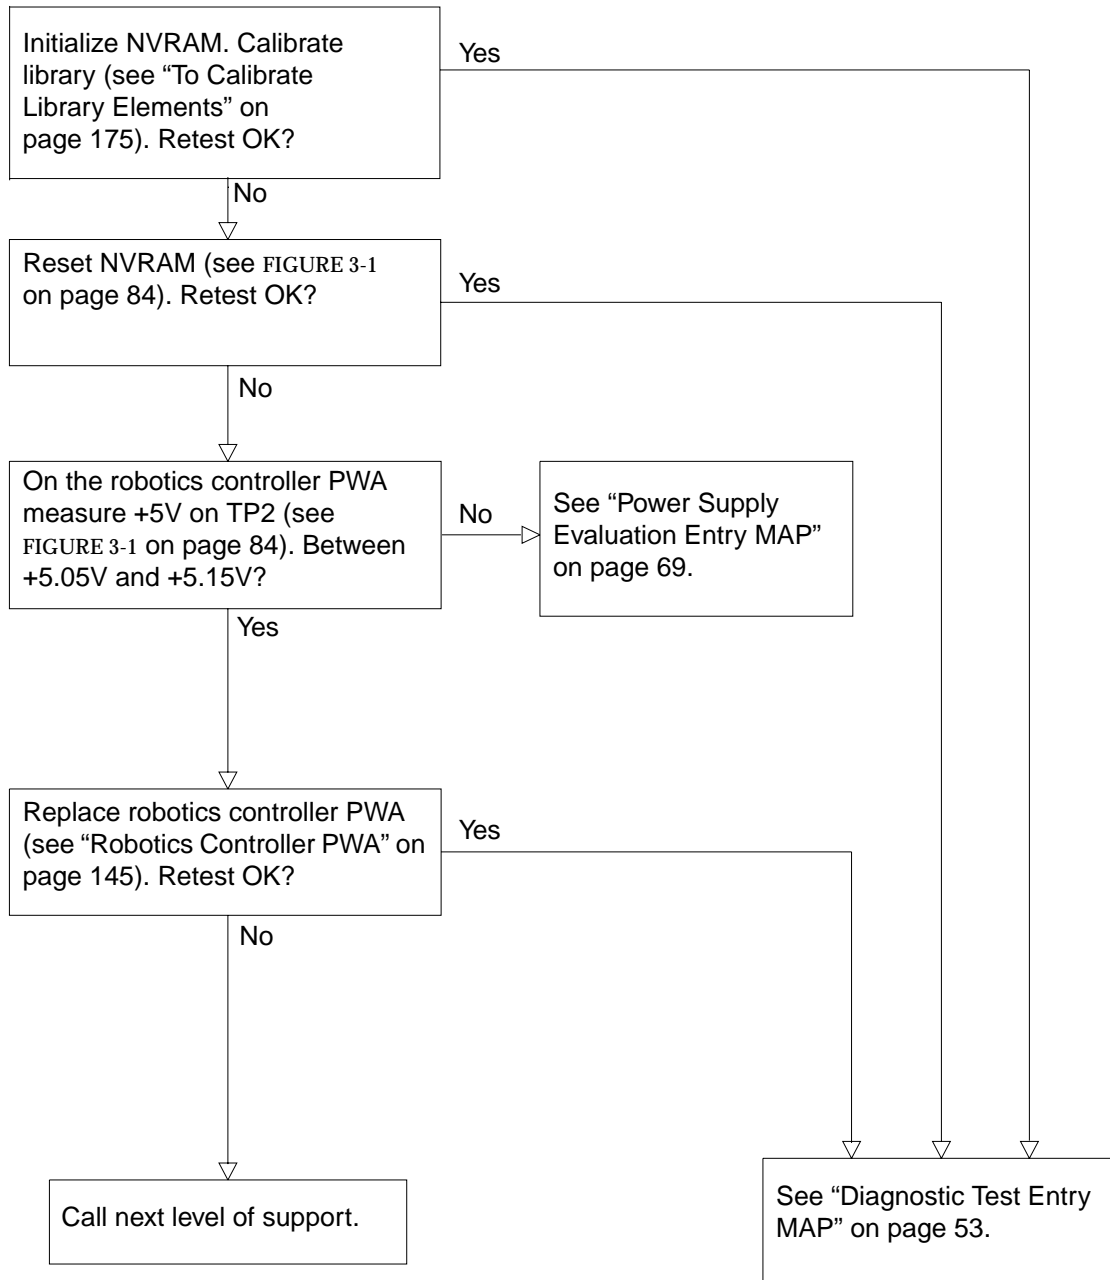 Initialize NVRAM. Calibrate
library (see “To Calibrate
Library Elements” on
page 175). Retest OK?
Yes
No
Reset NVRAM (see FIGURE 3-1
on page 84). Retest OK?
Yes
No
On the robotics controller PWA
measure +5V on TP2 (see
FIGURE 3-1 on page 84). Between
+5.05V and +5.15V?
No
See “Power Supply
Evaluation Entry MAP”
on page 69.
Yes
Replace robotics controller PWA
(see “Robotics Controller PWA” on
page 145). Retest OK?
Yes
No
Call next level of support.
See “Diagnostic Test Entry
MAP” on page 53.